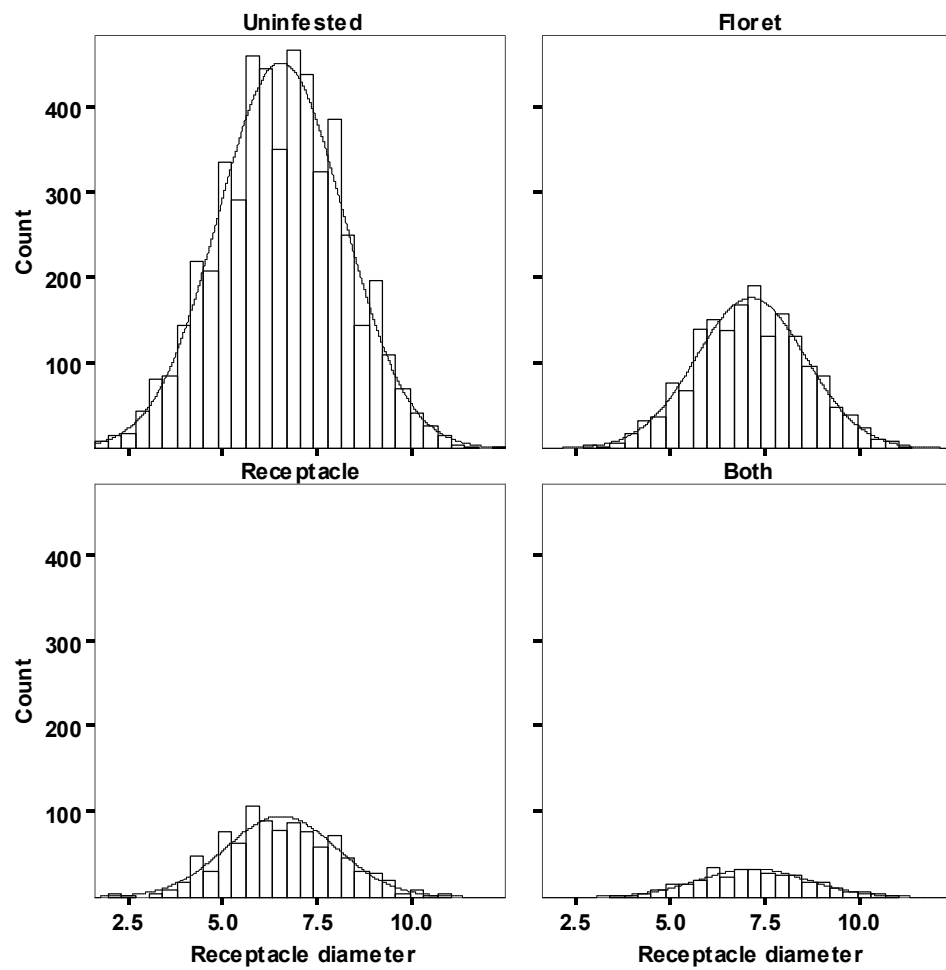 Uninfested Floret
400
300
200
100
Count
Receptacle Both
400
300
200
100
Count
2.5 5.0 7.5 10.0 2.5 5.0 7.5 10.0
Receptacle diameter Receptacle diameter